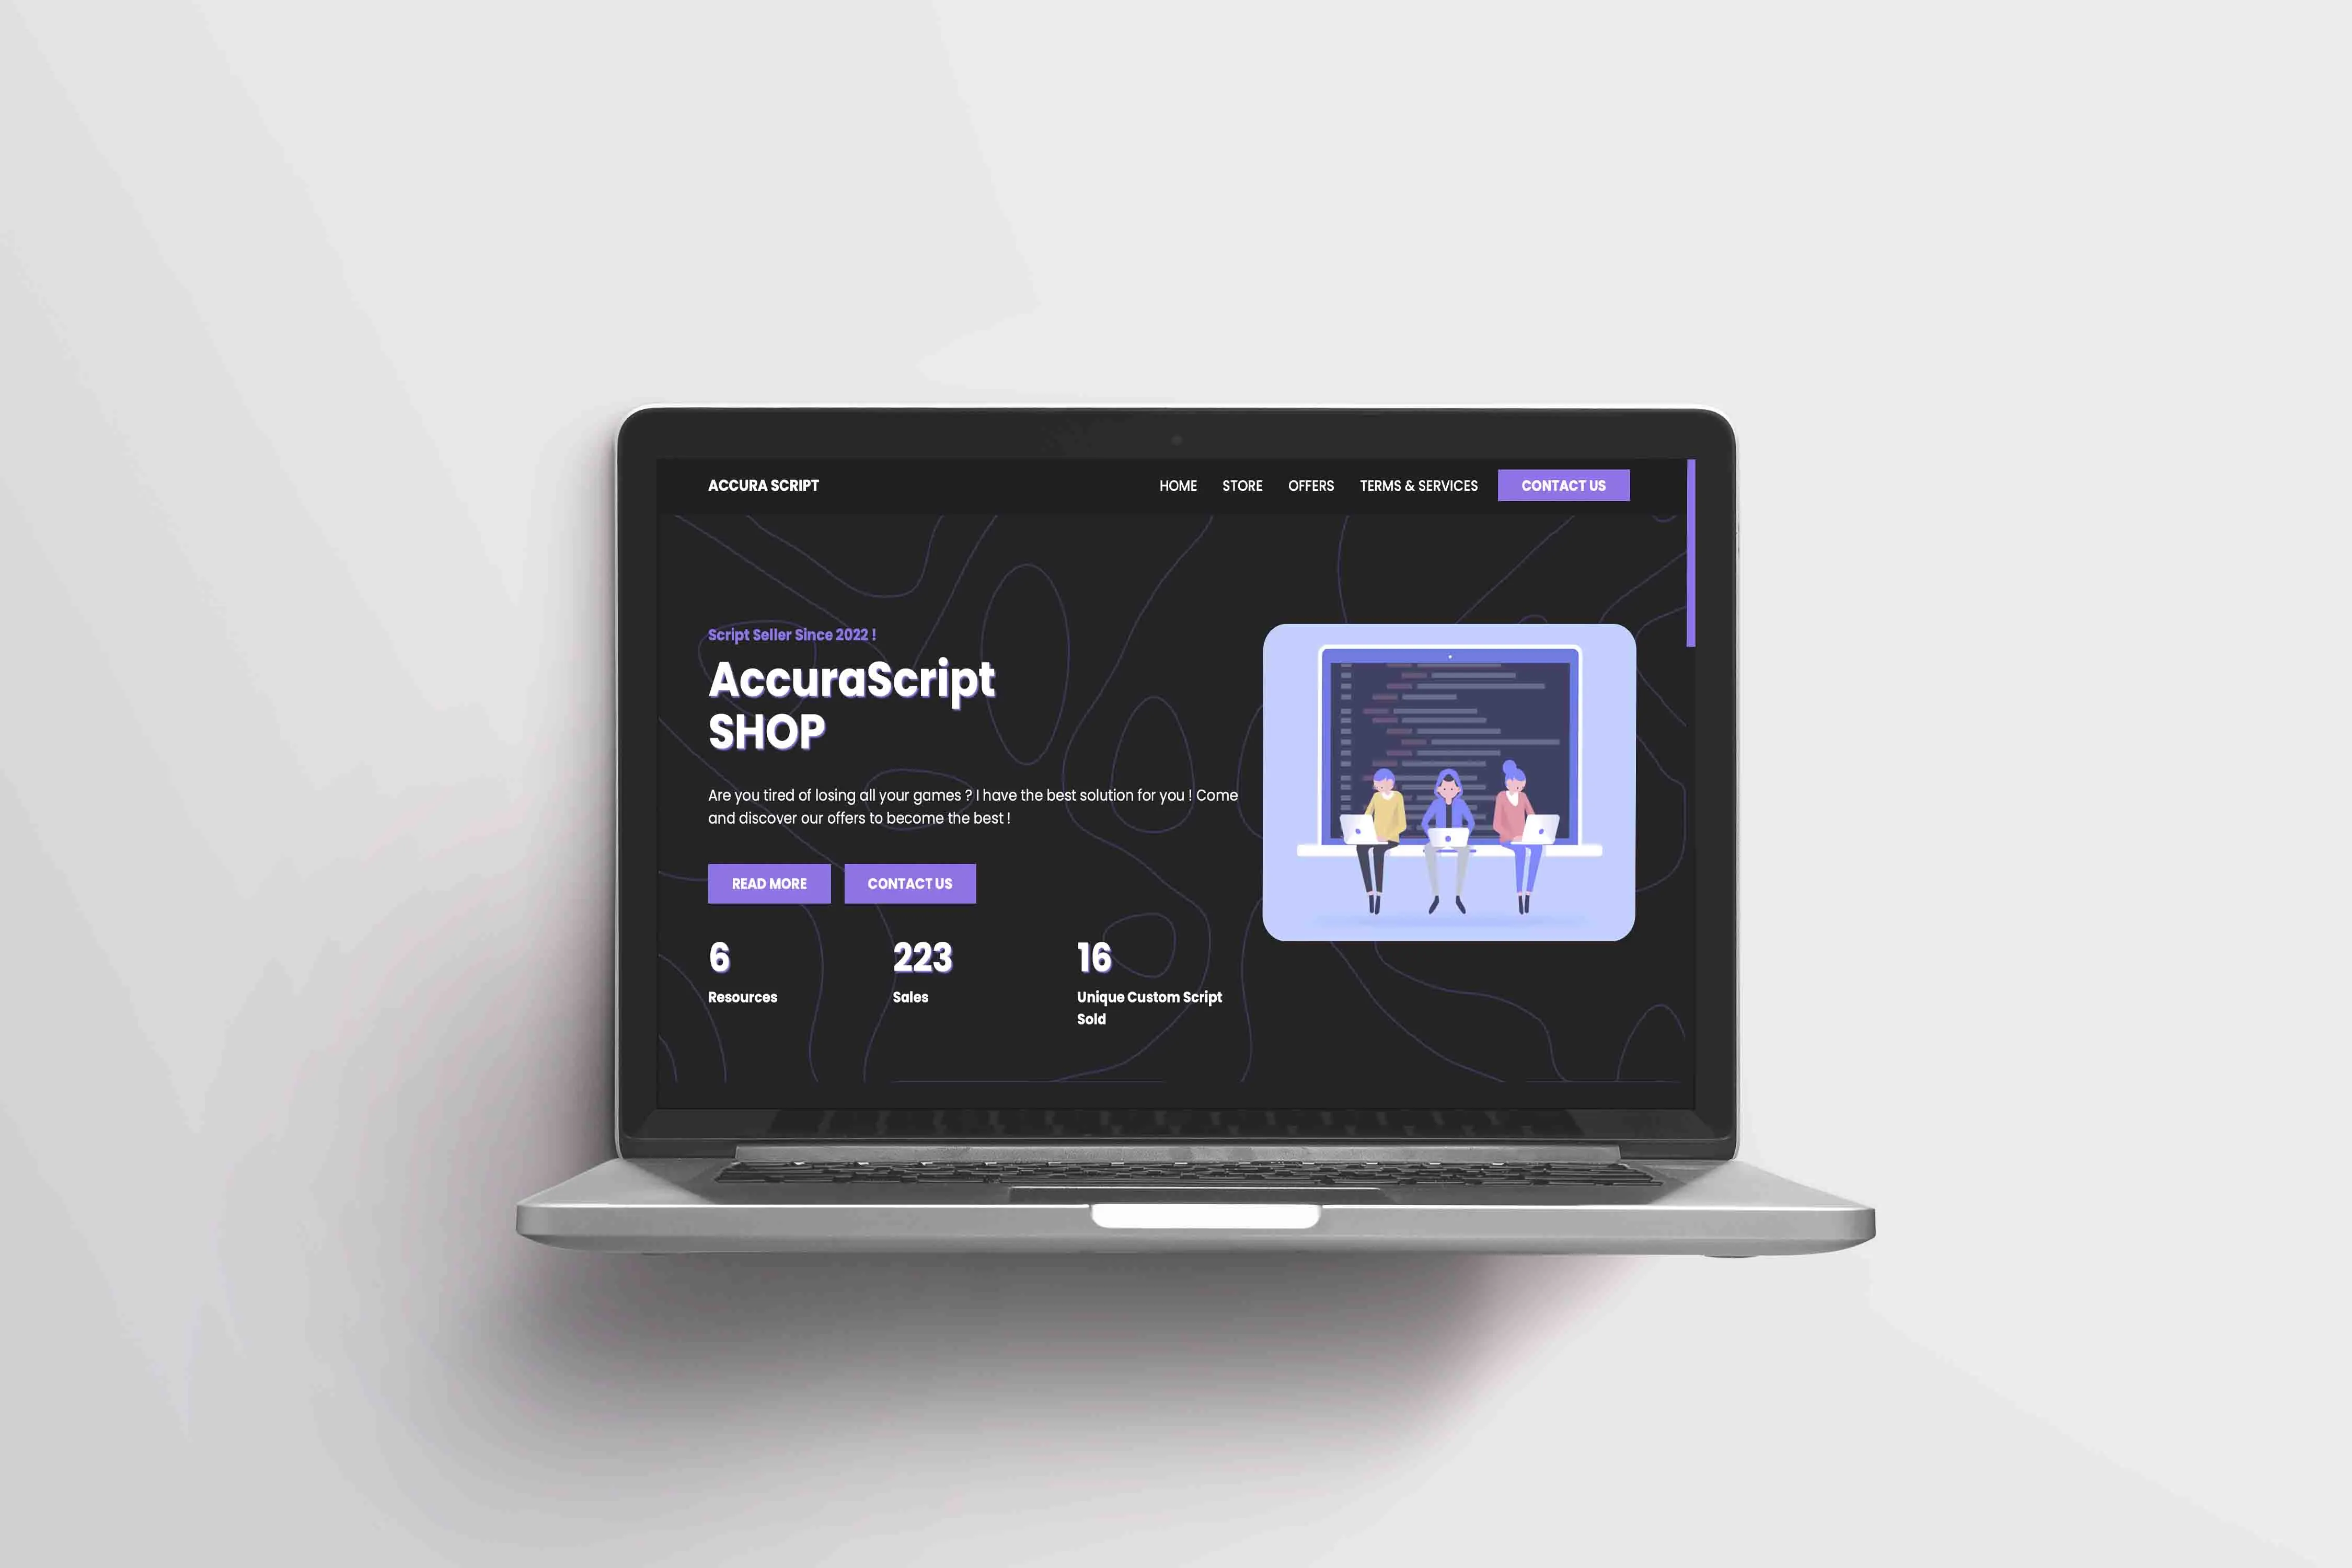 ACCURA SCRIPT
HOME STORE OFFERS TERMS & SERVICES CONTACT US
Script Seller Since 2022 !
AccuraScript
SHOP
Are you tired of losing all your games ? I have the best solution for you ! Come
and discover our offers to become the best !
READ MORE CONTACT US
6 223 16
Resources Sales Unique Custom Script
Sold